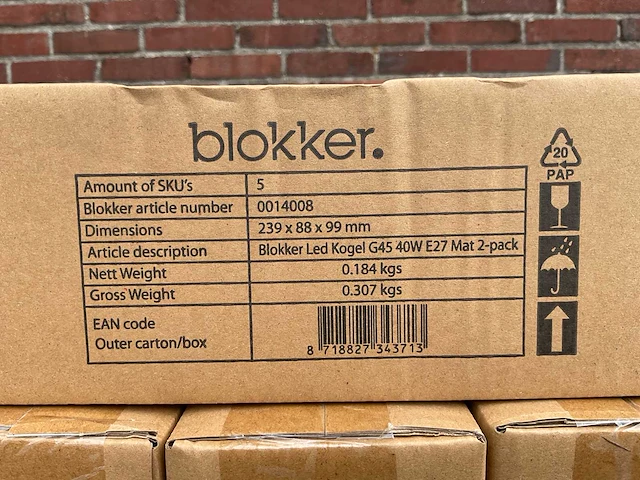 blokker.
Amount of SKU's 5
Blokker article number 0014008
Dimensions 239 x 88 x 99 mm
Article description Blokker Led Kogel G45 40W E27 Mat 2-pack
Nett Weight 0.184 kgs
Gross Weight 0.307 kgs
EAN code
Outer carton/box
8 718827 343713
20
PAP